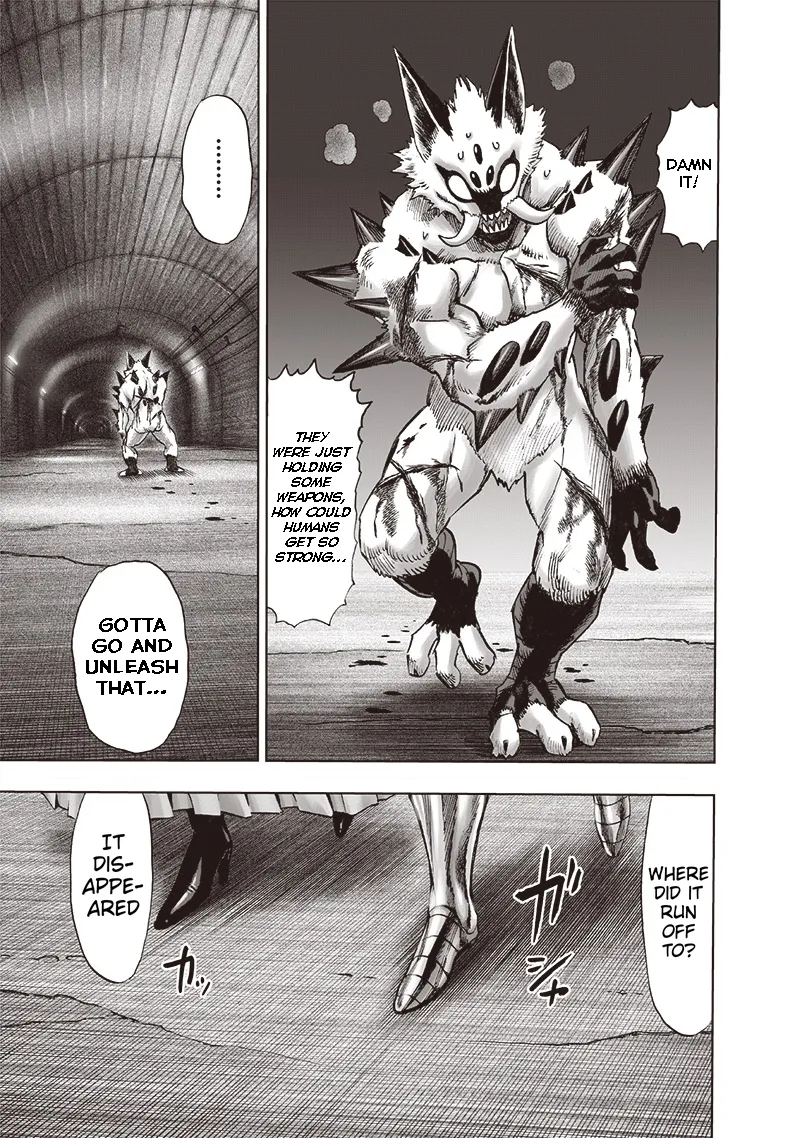 DAMN
IT!
THEY
WERE JUST
HOLDING
SOME
WEAPONS,
HOW COULD
HUMANS
GET SO
STRONG...
.........
GOTTA
GO AND
UNLEASH
THAT...
WHERE
DID IT
RUN
OFF
TO?
ガ
シャ
IT
DIS-
APPE-
ARED
カッ